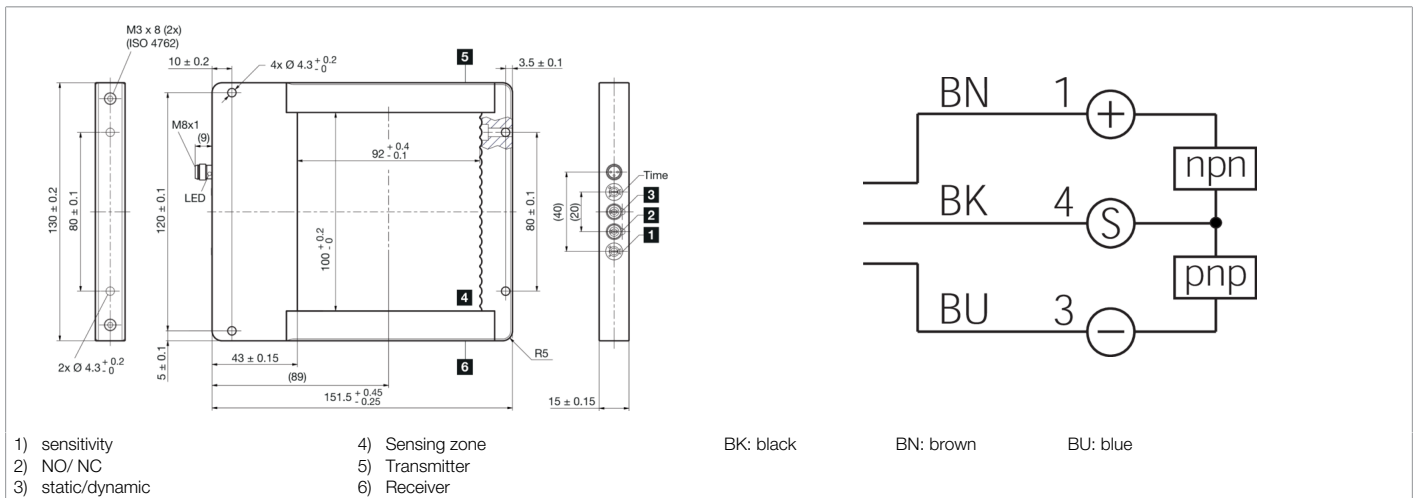 M3 x 8 (2x)
(ISO 4762)
10 ± 0.2
4x Ø 4.3 + 0.2 - 0
5
3.5 ± 0.1
M8x1
(9)
LED
92 + 0.4 - 0.1
130 ± 0.2
80 ± 0.1
120 ± 0.1
100 + 0.2 - 0
80 ± 0.1
(40)
(20)
Time
3
2
1
4
2x Ø 4.3 + 0.2 - 0
5 ± 0.1
43 ± 0.15
(89)
151.5 + 0.45 - 0.25
6
R5
15 ± 0.15
BN 1 +
npn
BK 4 S
pnp
BU 3 −
1) sensitivity
2) NO/ NC
3) static/dynamic
4) Sensing zone
5) Transmitter
6) Receiver
BK: black BN: brown BU: blue